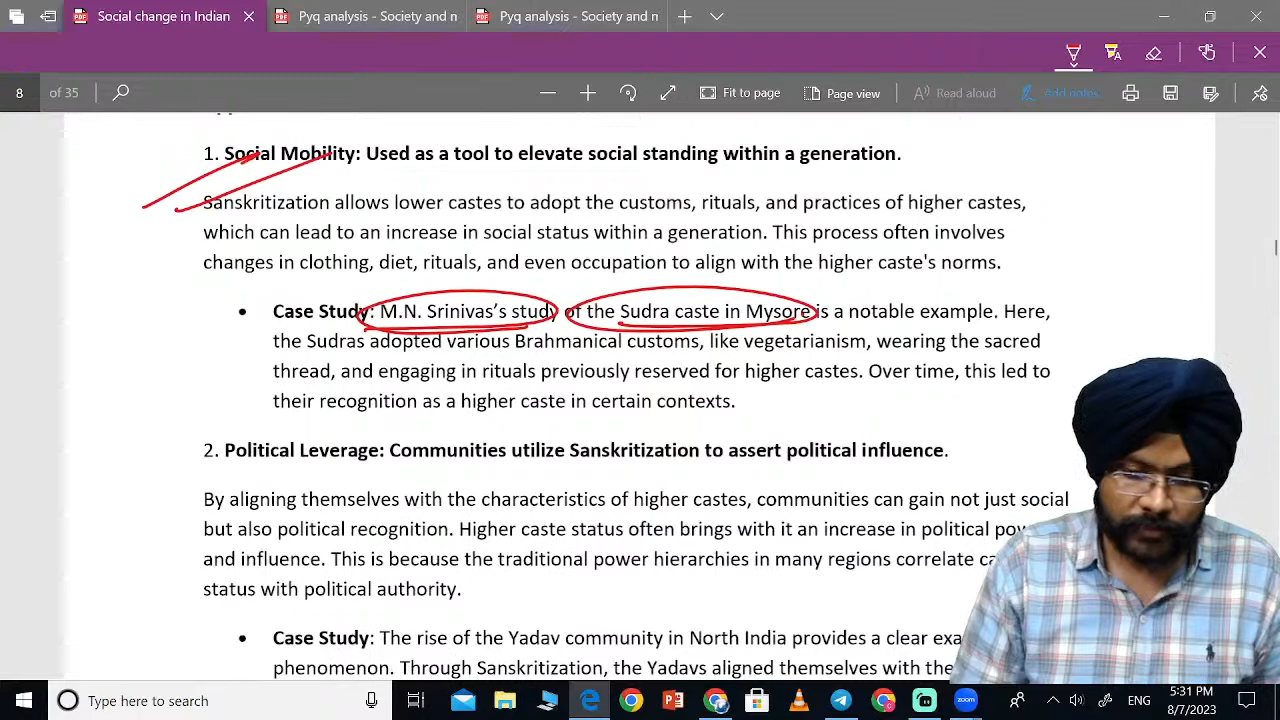 Social change in Indian
Pyq analysis - Society and n
Pyq analysis - Society and n
8 of 35
Fit to page
Page view
Read aloud
Add notes
1. Social Mobility: Used as a tool to elevate social standing within a generation.
Sanskritization allows lower castes to adopt the customs, rituals, and practices of higher castes,
which can lead to an increase in social status within a generation. This process often involves
changes in clothing, diet, rituals, and even occupation to align with the higher caste's norms.
• Case Study: M.N. Srinivas’s study of the Sudra caste in Mysore is a notable example. Here,
the Sudras adopted various Brahmanical customs, like vegetarianism, wearing the sacred
thread, and engaging in rituals previously reserved for higher castes. Over time, this led to
their recognition as a higher caste in certain contexts.
2. Political Leverage: Communities utilize Sanskritization to assert political influence.
By aligning themselves with the characteristics of higher castes, communities can gain not just social
but also political recognition. Higher caste status often brings with it an increase in political pow
and influence. This is because the traditional power hierarchies in many regions correlate ca
status with political authority.
• Case Study: The rise of the Yadav community in North India provides a clear exa
phenomenon. Through Sanskritization, the Yadavs aligned themselves with the
Type here to search
zoom
ENG
5:31 PM
8/7/2023